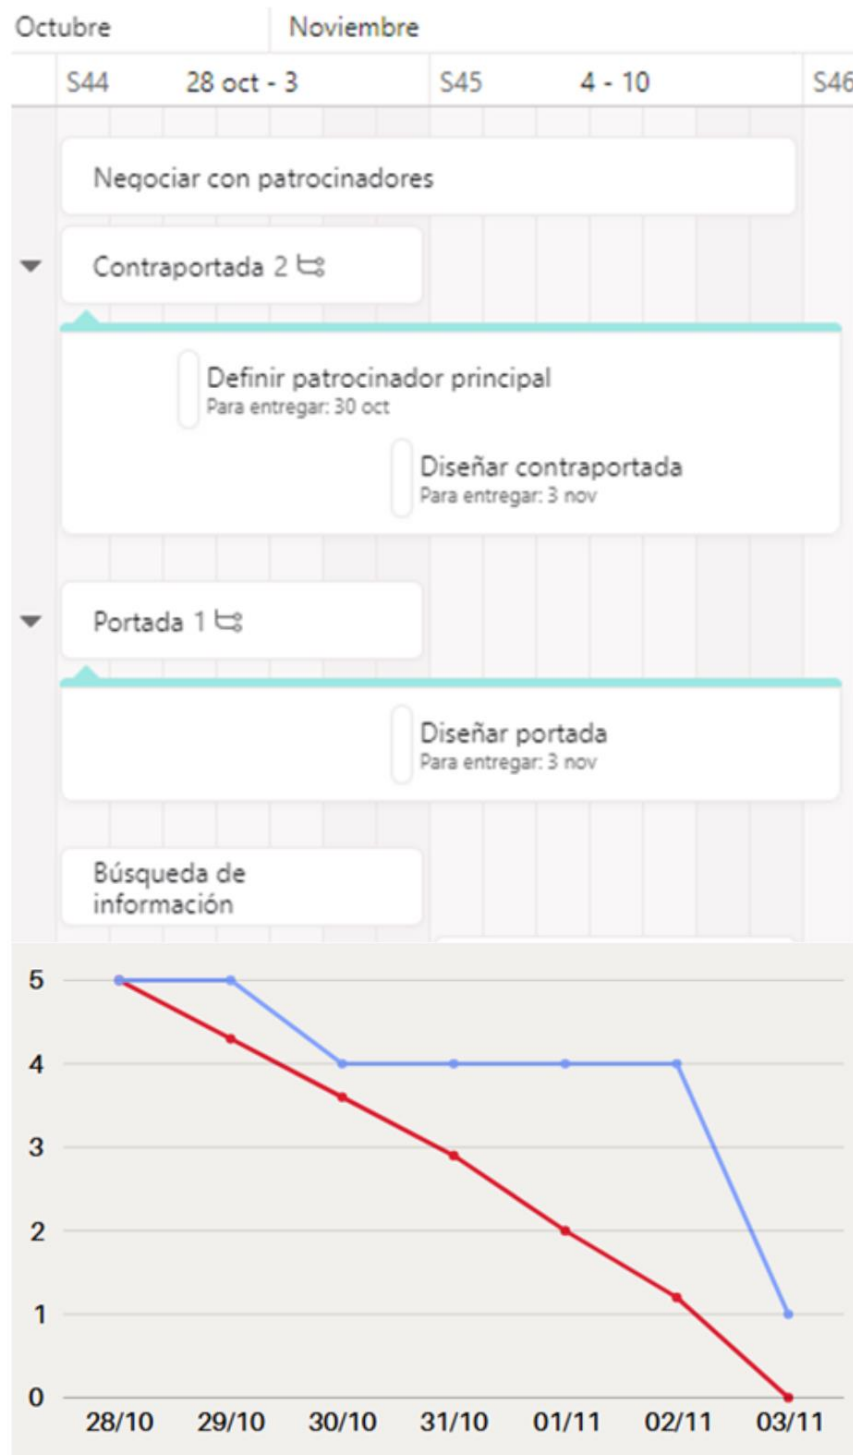 Octubre Noviembre
S44 28 oct - 3 S45 4 - 10 S46
Negociar con patrocinadores
Contraportada 2
Definir patrocinador principal
Para entregar: 30 oct
Diseñar contraportada
Para entregar: 3 nov
Portada 1
Diseñar portada
Para entregar: 3 nov
Búsqueda de
información
5
4
3
2
1
0
28/10 29/10 30/10 31/10 01/11 02/11 03/11